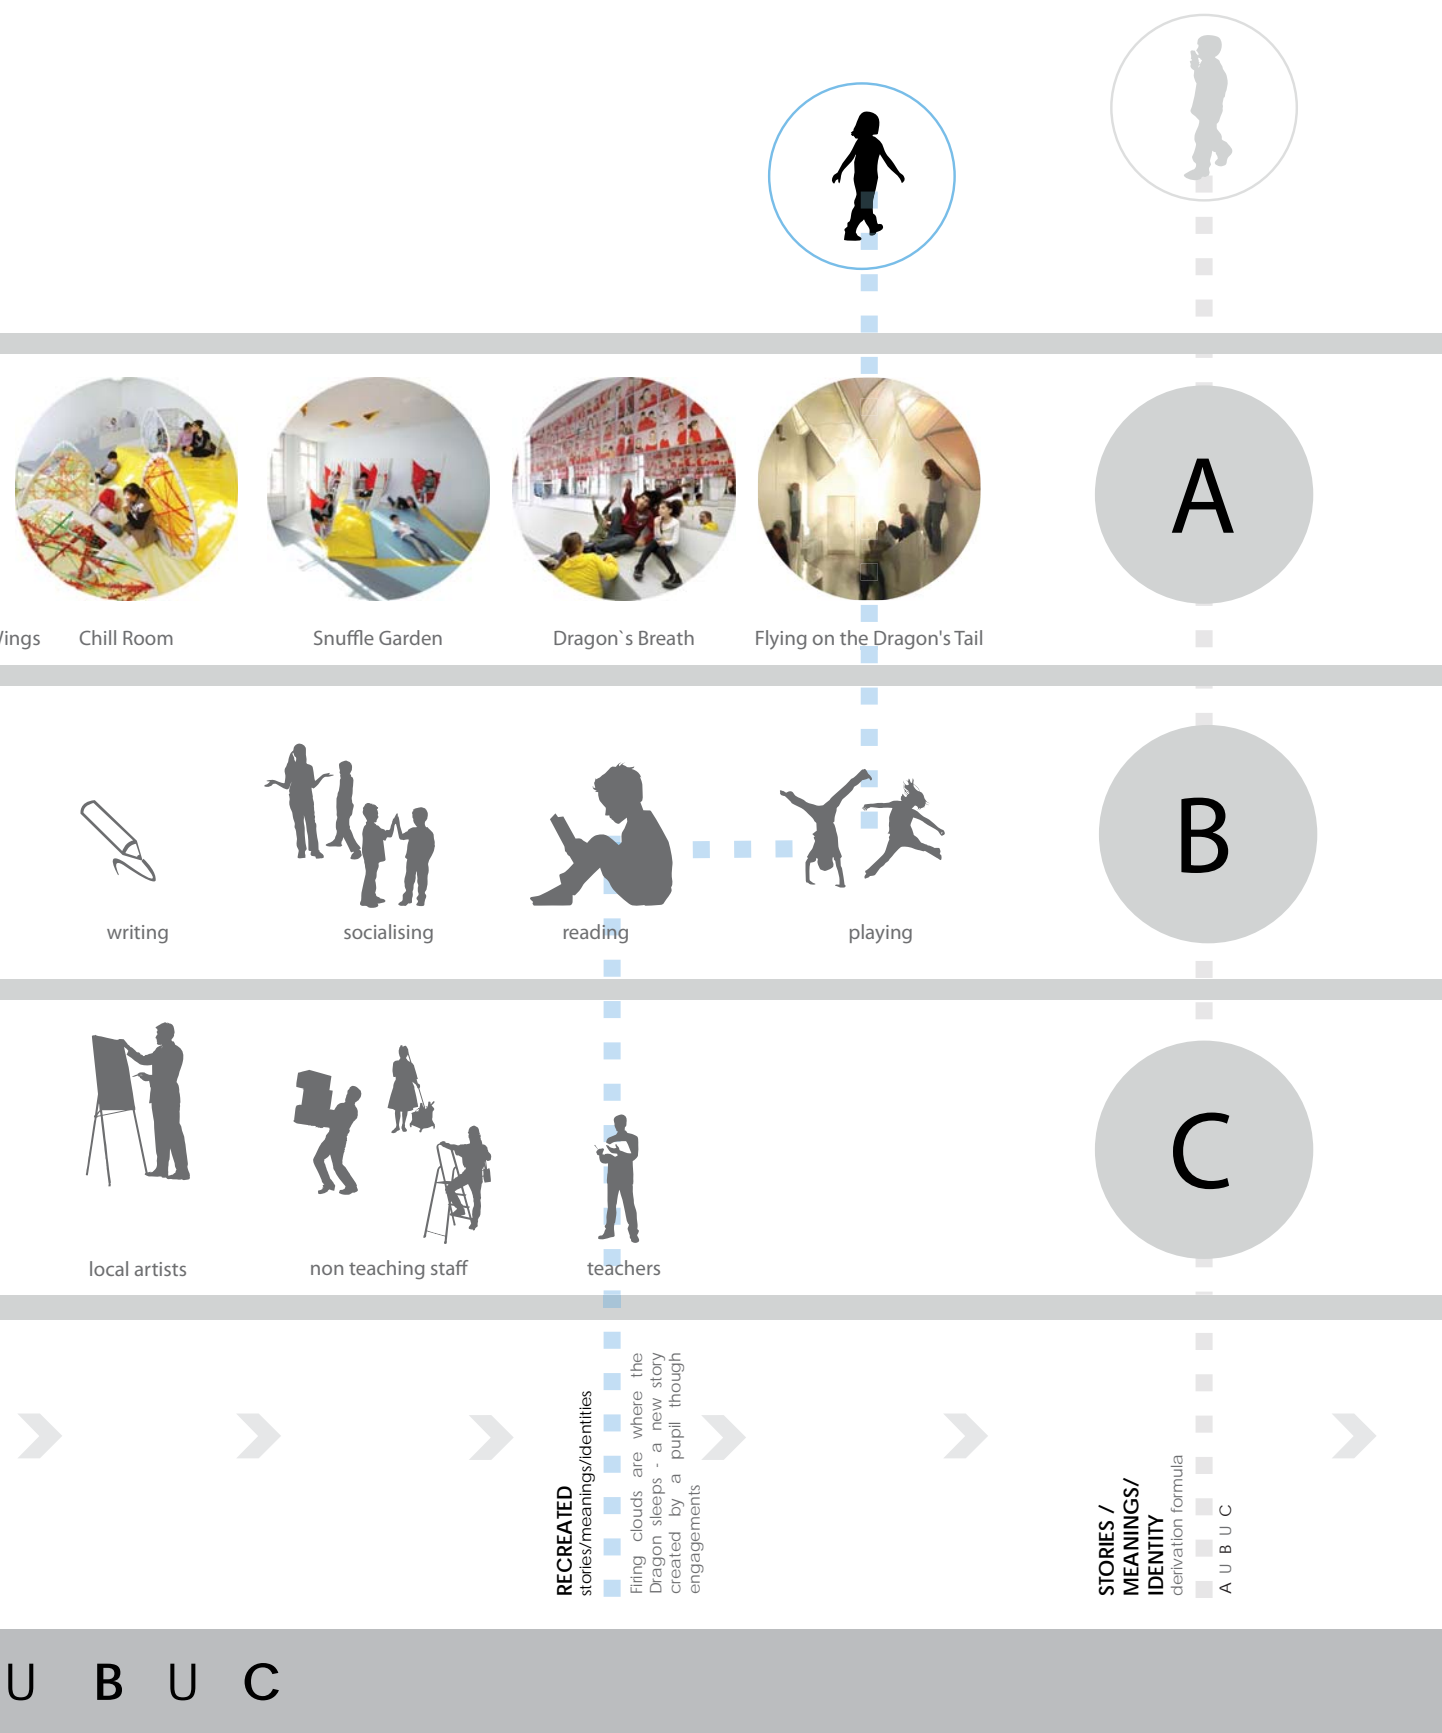 A
Chill Room
Snuffle Garden
Dragon`s Breath
Flying on the Dragon's Tail
B
writing
socialising
reading
playing
C
local artists
non teaching staff
teachers
RECREATED
stories/meanings/identities
Firing clouds are where the
Dragon sleeps - a new story
created by a pupil though
engagements
STORIES /
MEANINGS/
IDENTITY
derivation formula
A U B U C
U B U C